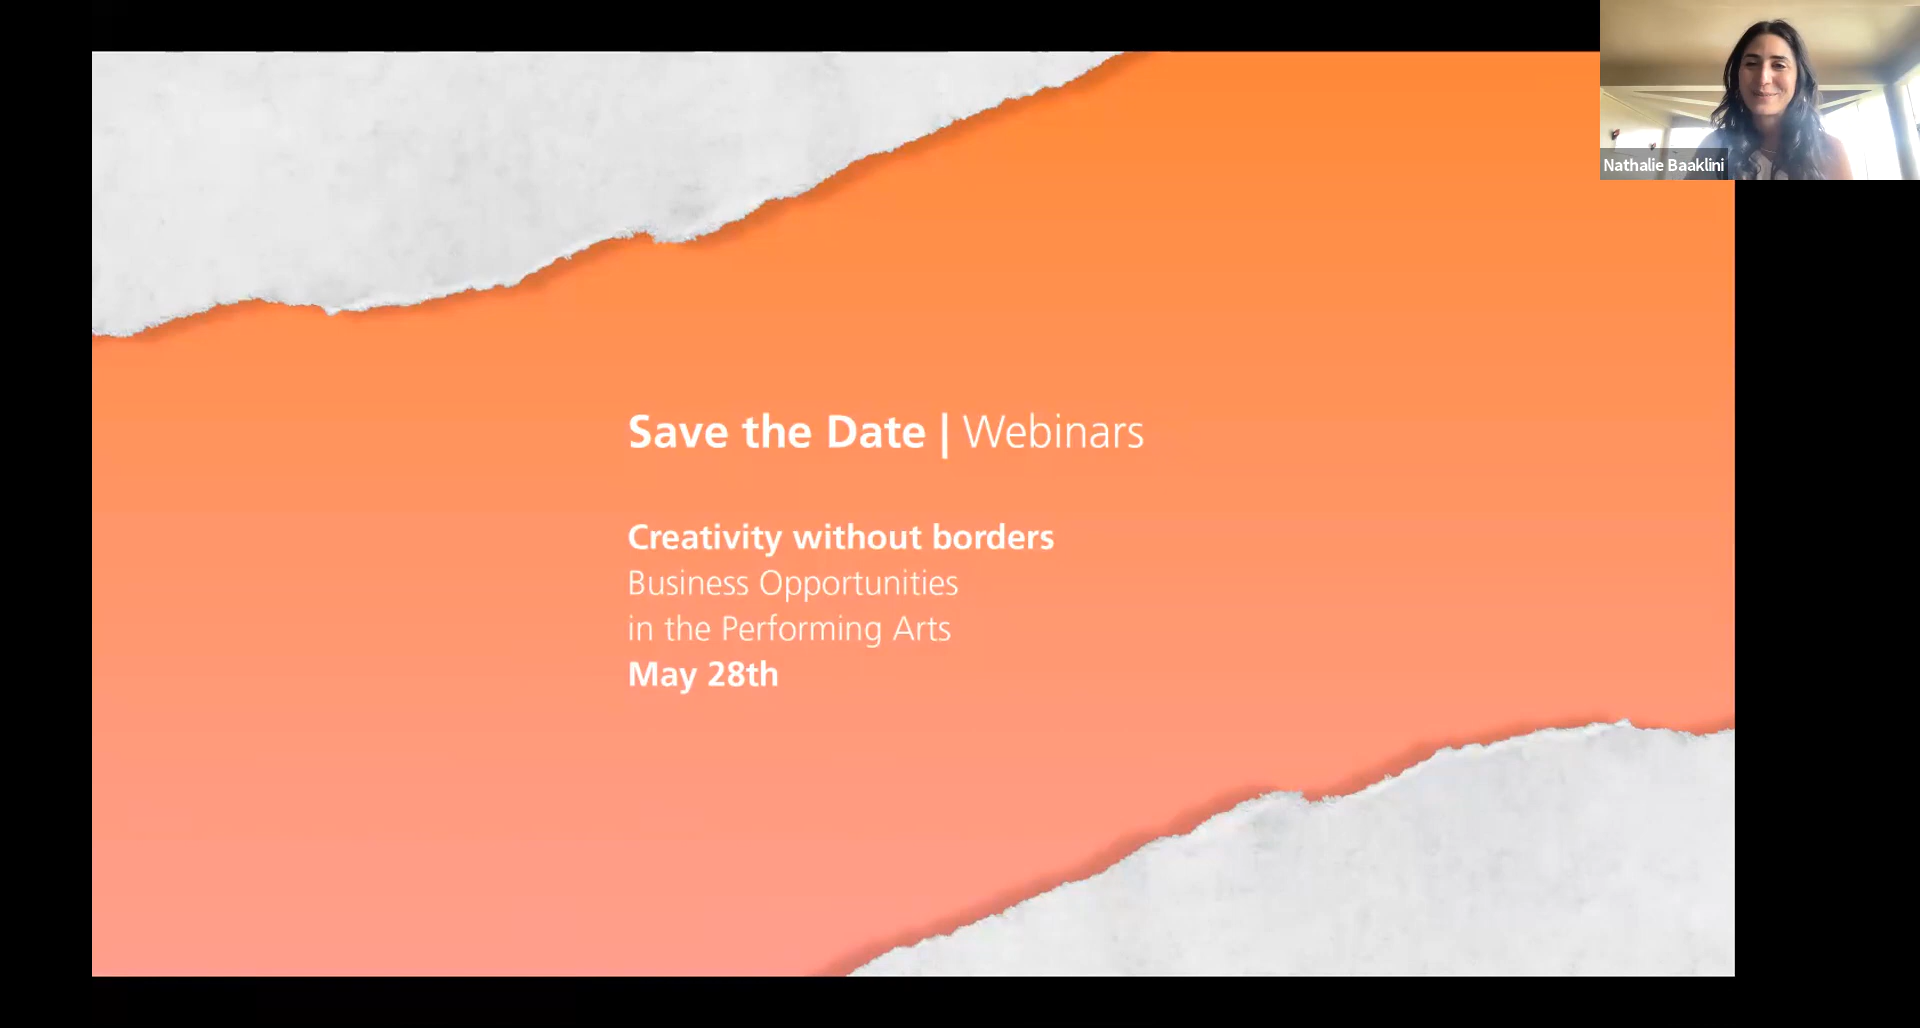 Nathalie Baaklini
Save the Date | Webinars
Creativity without borders
Business Opportunities
in the Performing Arts
May 28th